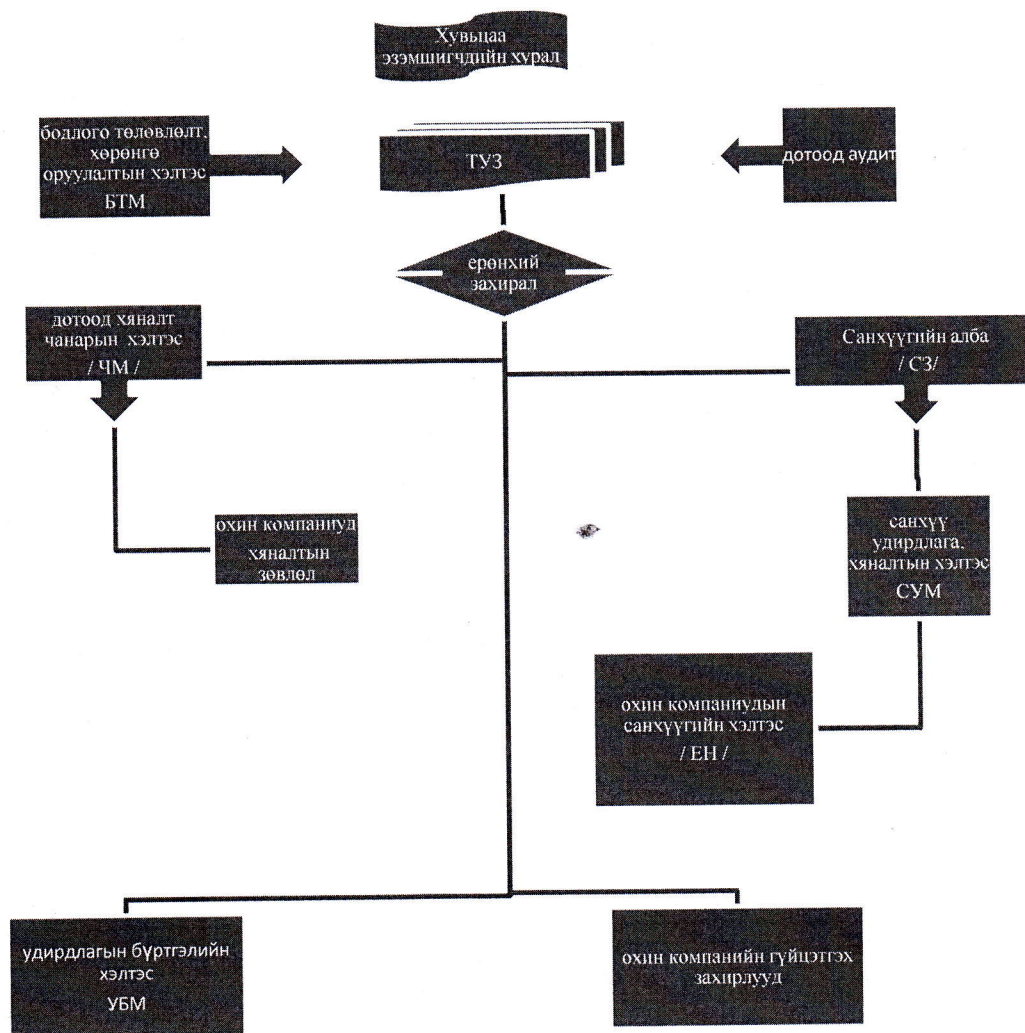 Хувьцаа
эзэмшигчдийн хурал
бодлого төлөвлөлт,
хөрөнгө
оруулалтын хэлтэс
БТМ
ТУЗ
дотоод аудит
ерөнхий
захирал
дотоод хяналт
чанарын хэлтэс
/ ЧМ /
Санхүүгийн алба
/ СЗ/
охин компаниуд
хяналтын
зөвлөл
санхүү
удирдлага,
хяналтын хэлтэс
СУМ
охин компаниудын
санхүүгийн хэлтэс
/ ЕН /
удирдлагын бүртгэлийн
хэлтэс
УБМ
охин компанийн гүйцэтгэх
захирлууд